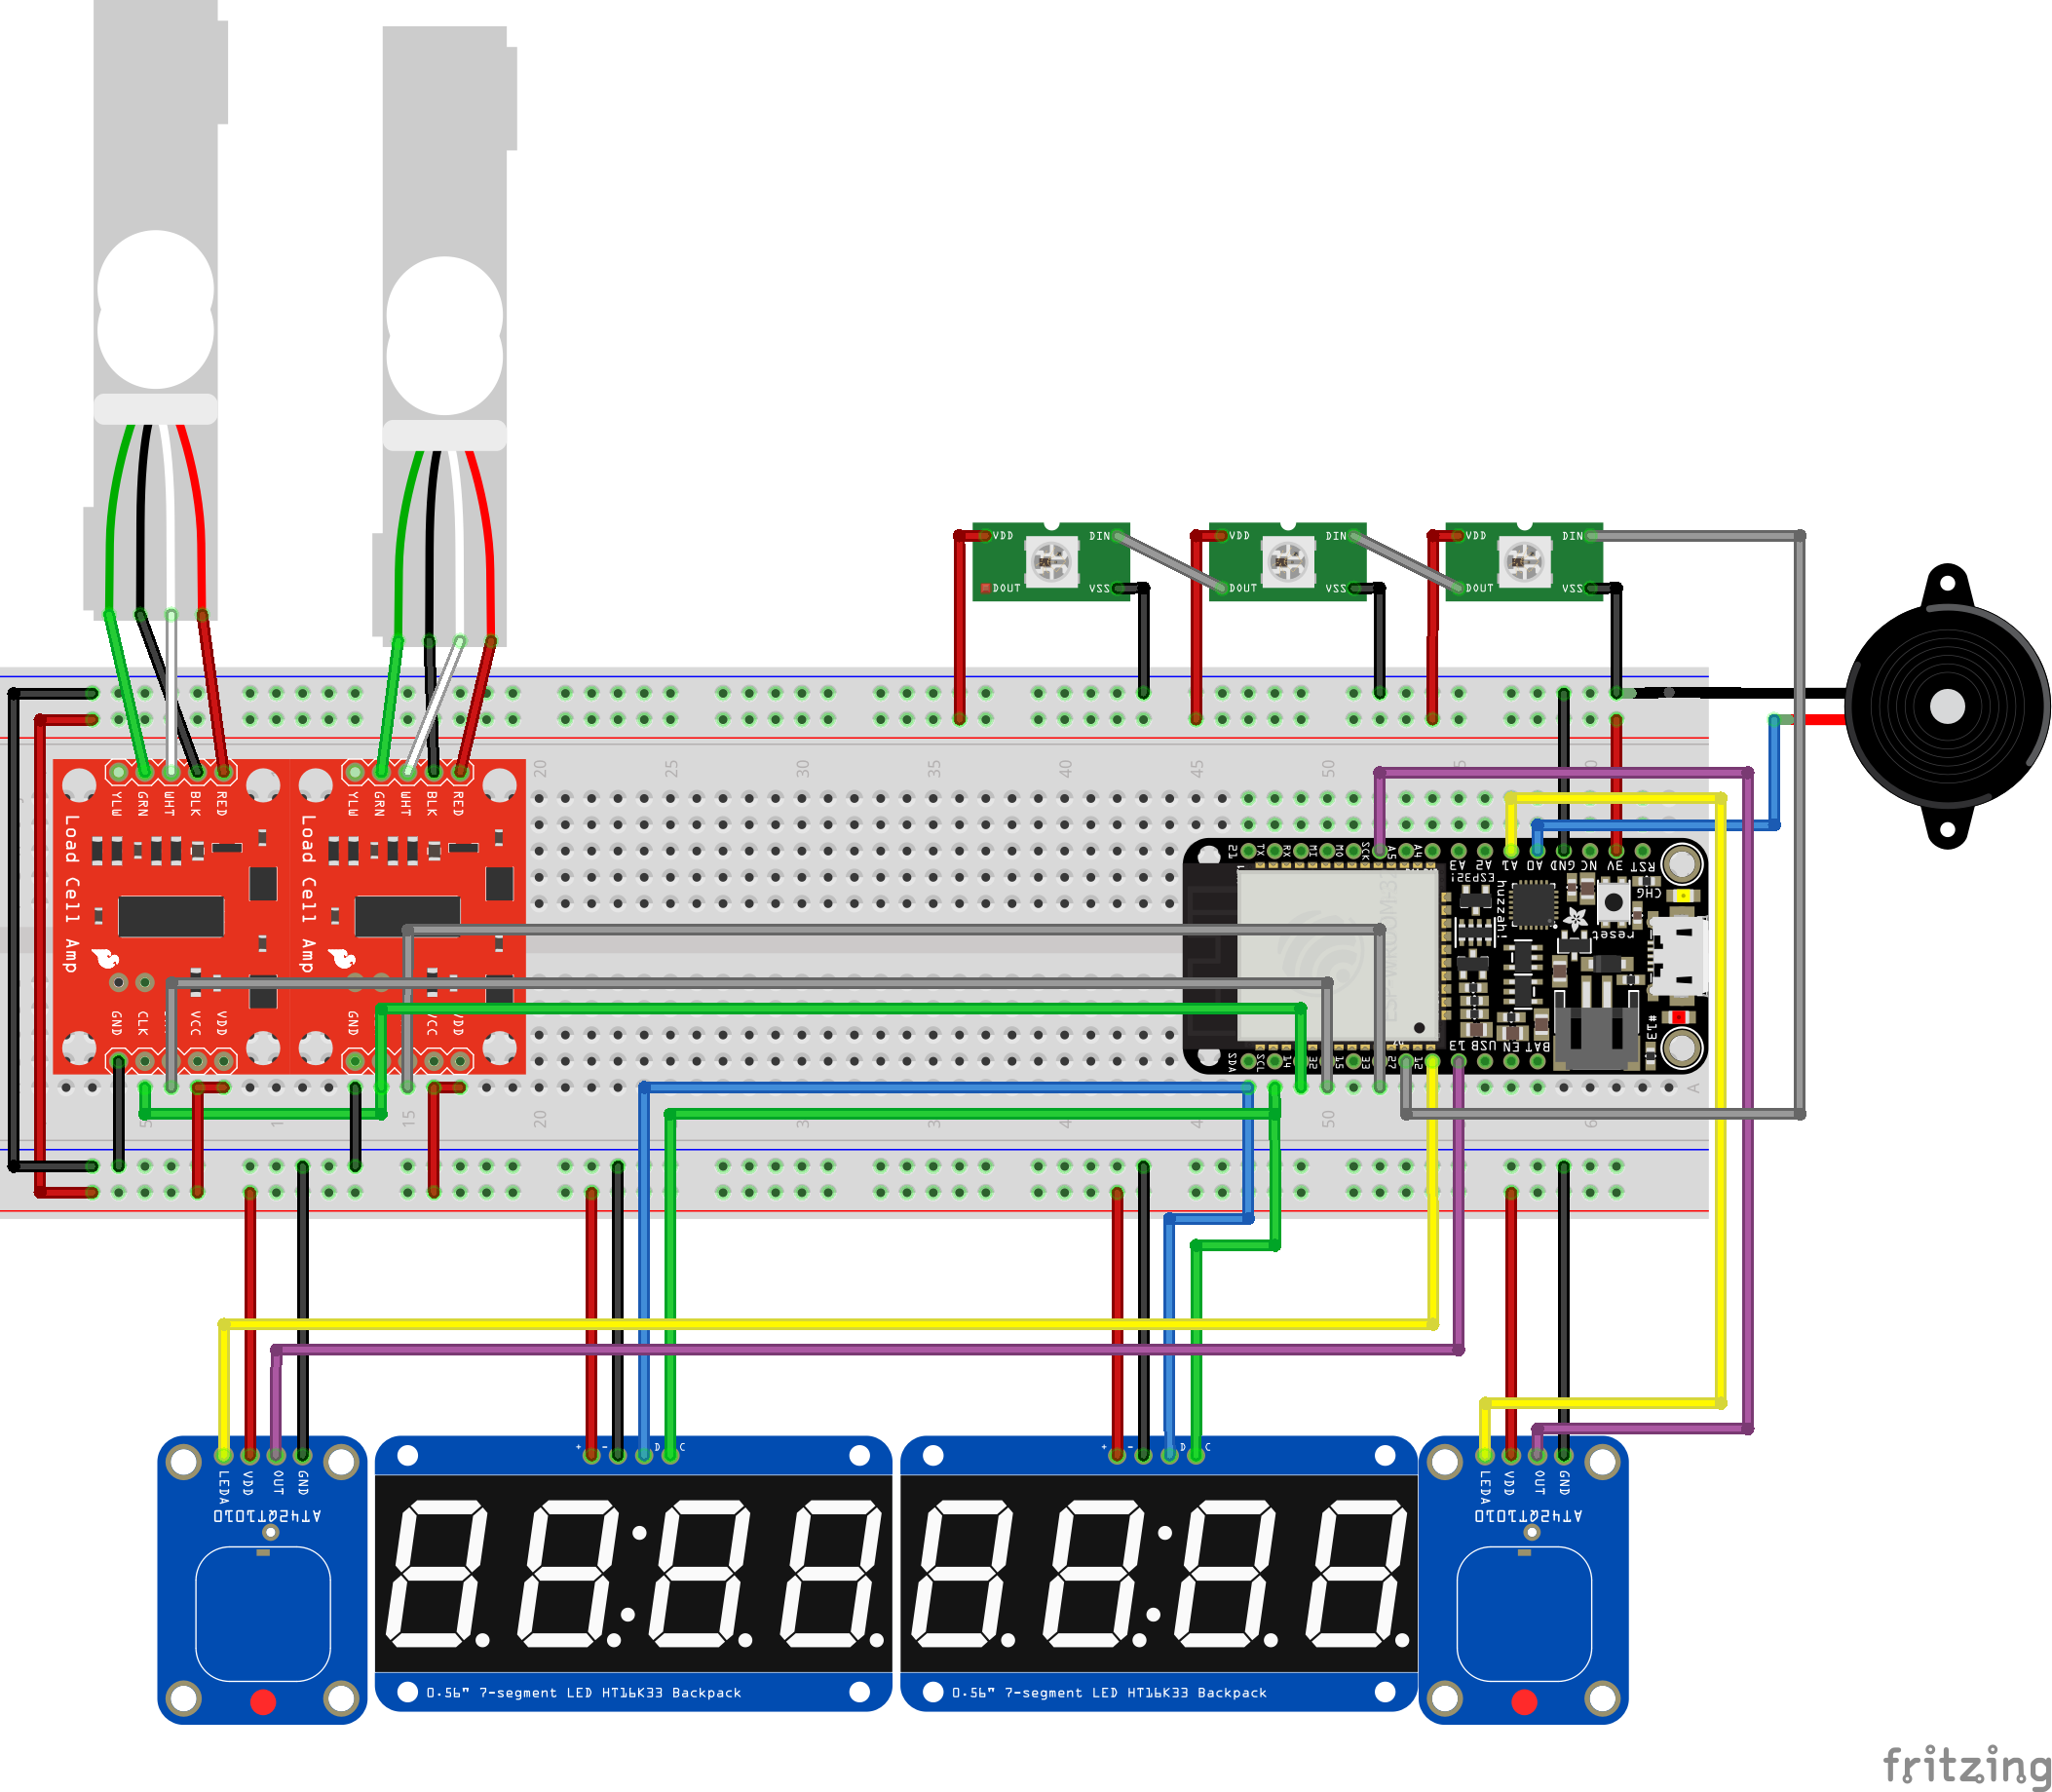 VDD
DIN
DOUT
VSS
VDD
DIN
DOUT
VSS
VDD
DIN
DOUT
VSS
20
25
30
35
40
45
50
YLW
GRN
WHT
BLK
RED
Load Cell Amp
GND
CLK
VCC
VDD
YLW
GRN
WHT
BLK
RED
Load Cell Amp
GND
VCC
VDD
21
TX
RX
MI
MO
SCK
A5
A4
A3
A2
A1
A0
GND
NC
3V
RST
ESP32!
huzzah!
CHG
reset
#13
SDA
SCL
14
32
15
33
27
12
13
USB
EN
BAT
A
15
20
50
LEDA
VDD
OUT
GND
AT42QT1010
+
-
D
C
0.56" 7-segment LED HT16K33 Backpack
+
-
D
C
0.56" 7-segment LED HT16K33 Backpack
LEDA
VDD
OUT
GND
AT42QT1010
fritzing